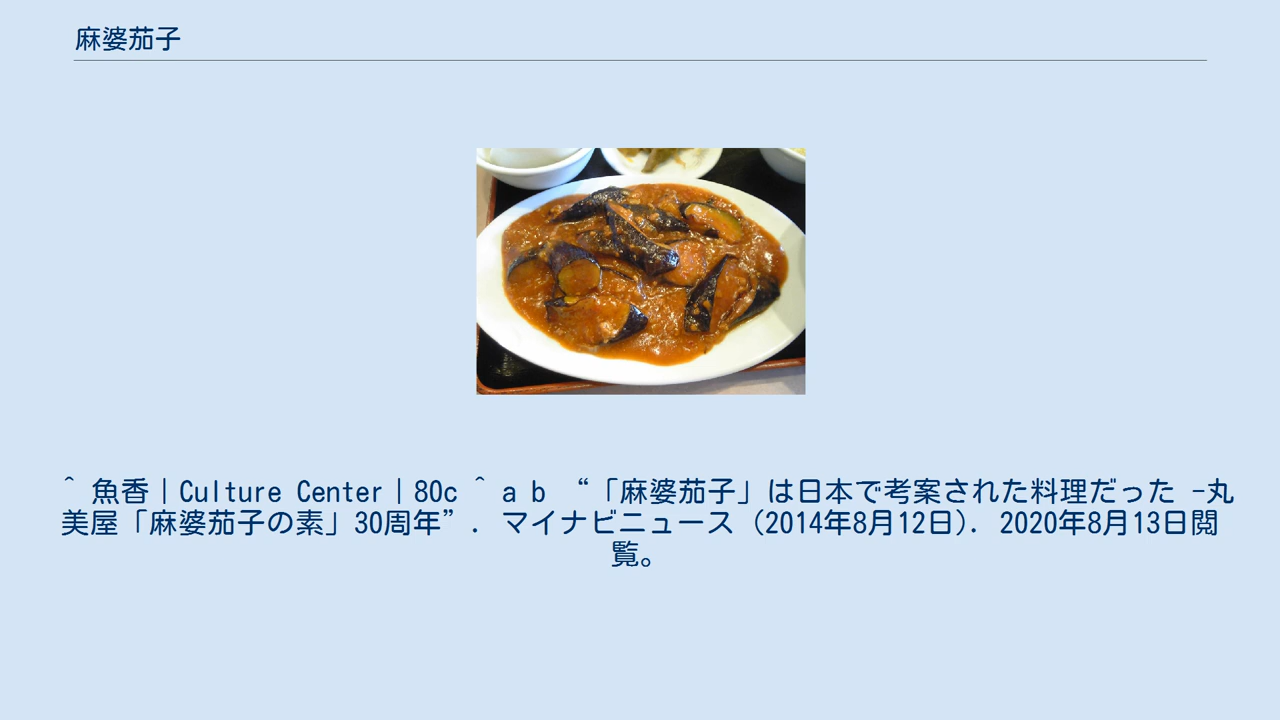 麻婆茄子
^ 魚香｜Culture Center｜80c ^ a b “「麻婆茄子」は日本で考案された料理だった -丸
美屋「麻婆茄子の素」30周年”. マイナビニュース (2014年8月12日). 2020年8月13日閲
覧。